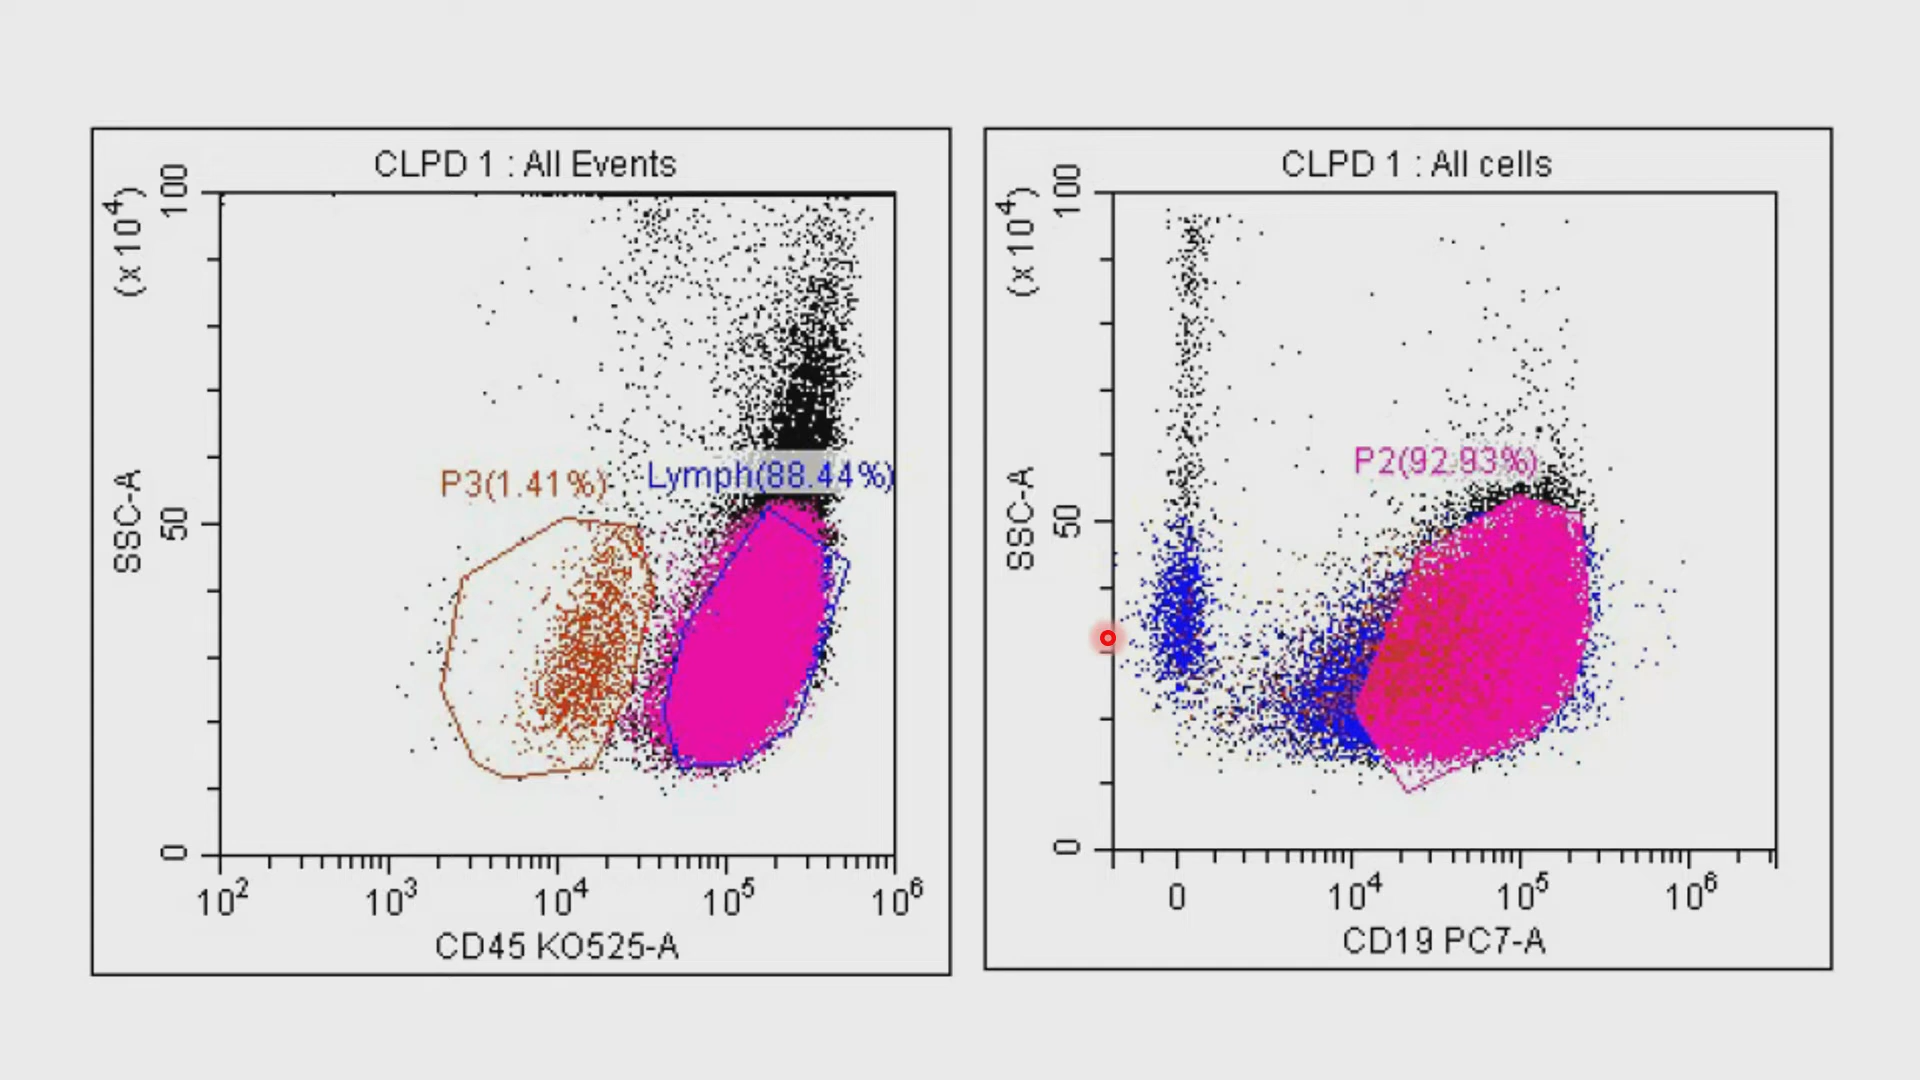 CLPD 1 : All Events
SSC-A (x 10⁴)
100
50
0
P3(1.41%)
Lymph(88.44%)
10² 10³ 10⁴ 10⁵ 10⁶
CD45 KO525-A
CLPD 1 : All cells
SSC-A (x 10⁴)
100
50
0
P2(92.93%)
0 10⁴ 10⁵ 10⁶
CD19 PC7-A